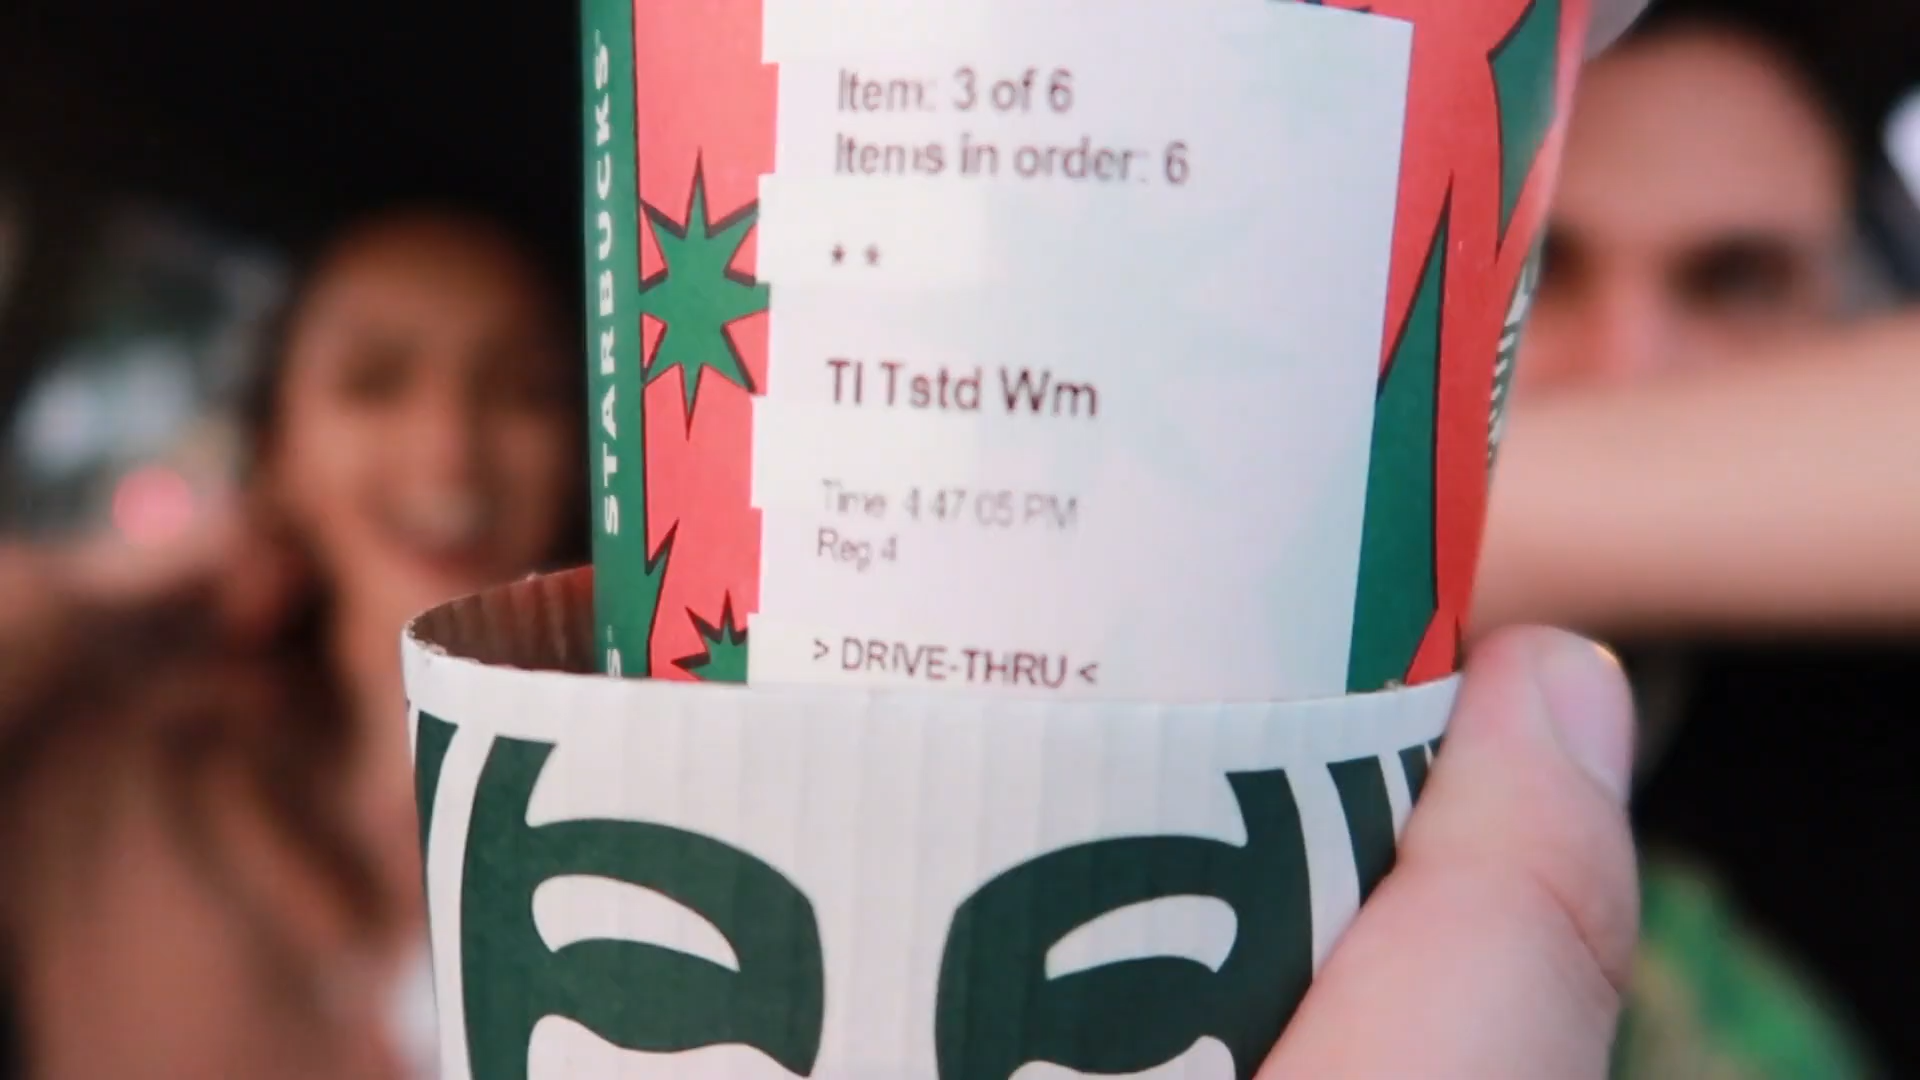 STARBUCKS
Item: 3 of 6
Items in order: 6
* *
Tl Tstd Wm
Time 4:47:05 PM
Reg 4
> DRIVE-THRU <